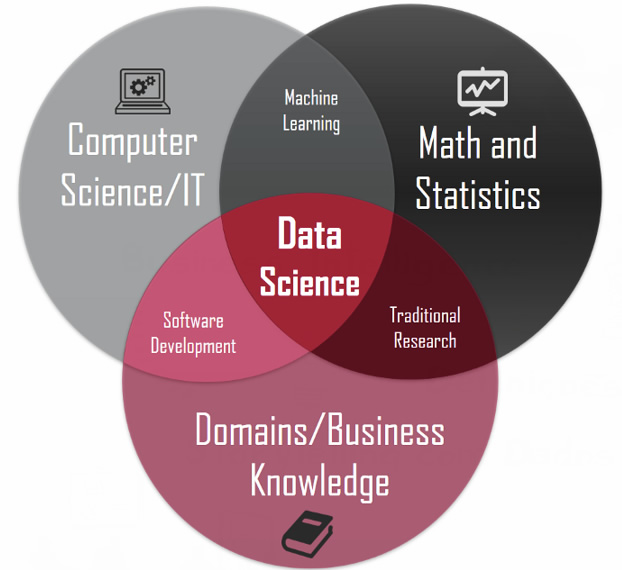 Machine
Learning
Computer
Science/IT
Math and
Statistics
Data
Science
Software
Development
Traditional
Research
Domains/Business
Knowledge